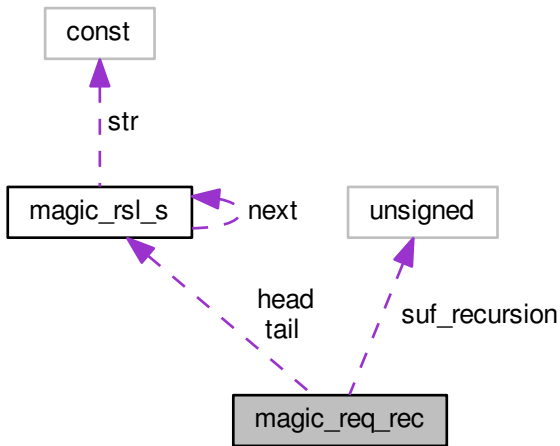 const
str
magic_rsl_s
next
unsigned
head
tail
suf_recursion
magic_req_rec